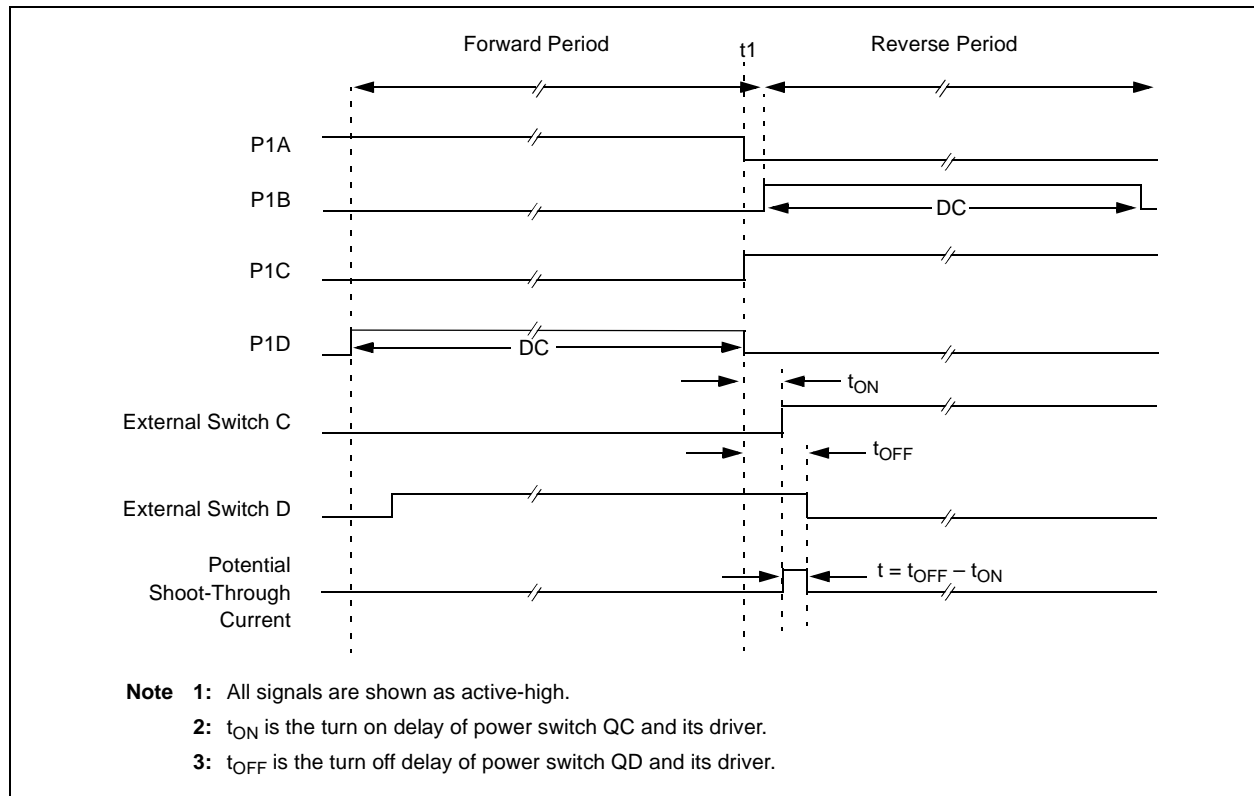 Forward Period
t1
Reverse Period
P1A
P1B
DC
P1C
P1D
DC
tON
External Switch C
tOFF
External Switch D
Potential
Shoot-Through
Current
t = tOFF – tON
Note 1: All signals are shown as active-high.
2: tON is the turn on delay of power switch QC and its driver.
3: tOFF is the turn off delay of power switch QD and its driver.